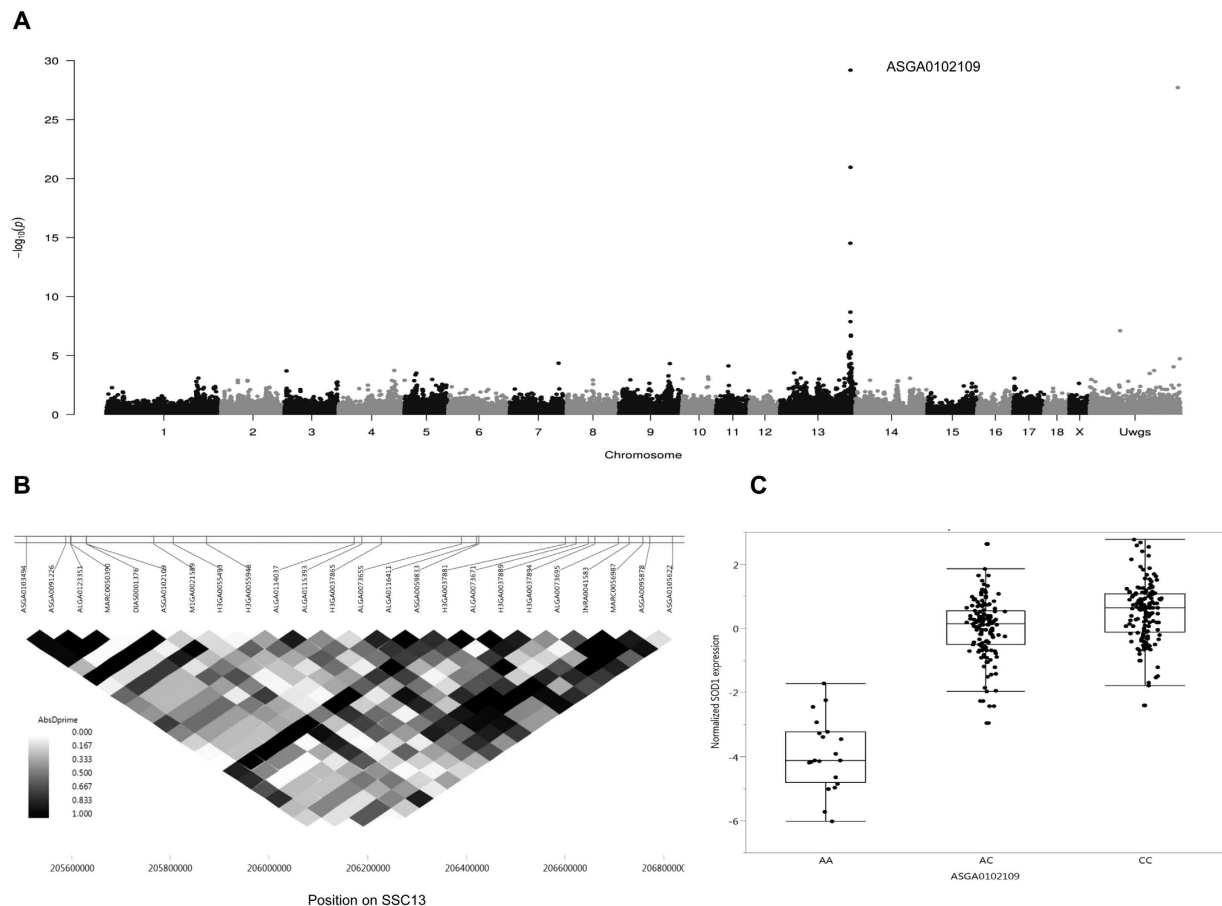 A
ASGA0102109
30
25
20
15
10
5
0
−log10(p)
1 2 3 4 5 6 7 8 9 10 11 12 13 14 15 16 17 18 X Uwgs
Chromosome
B
ASGA0103494
ASGA0091226
ALGA0123351
MARC0050390
DIAS0001376
ASGA0102109
M1GA0021589
H3GA0055493
H3GA0055948
ALGA0114037
ALGA0115393
H3GA0037865
ALGA0073655
ALGA0116411
ASGA0059833
H3GA0037881
ALGA0073671
H3GA0037889
H3GA0037894
ALGA0073695
INRA0041583
MARC0056987
ASGA0095878
ASGA0105622
AbsDprime
0.000
0.167
0.333
0.500
0.667
0.833
1.000
205600000 205800000 206000000 206200000 206400000 206600000 206800000
Position on SSC13
C
Normalized SOD1 expression
2
0
-2
-4
-6
AA AC CC
ASGA0102109